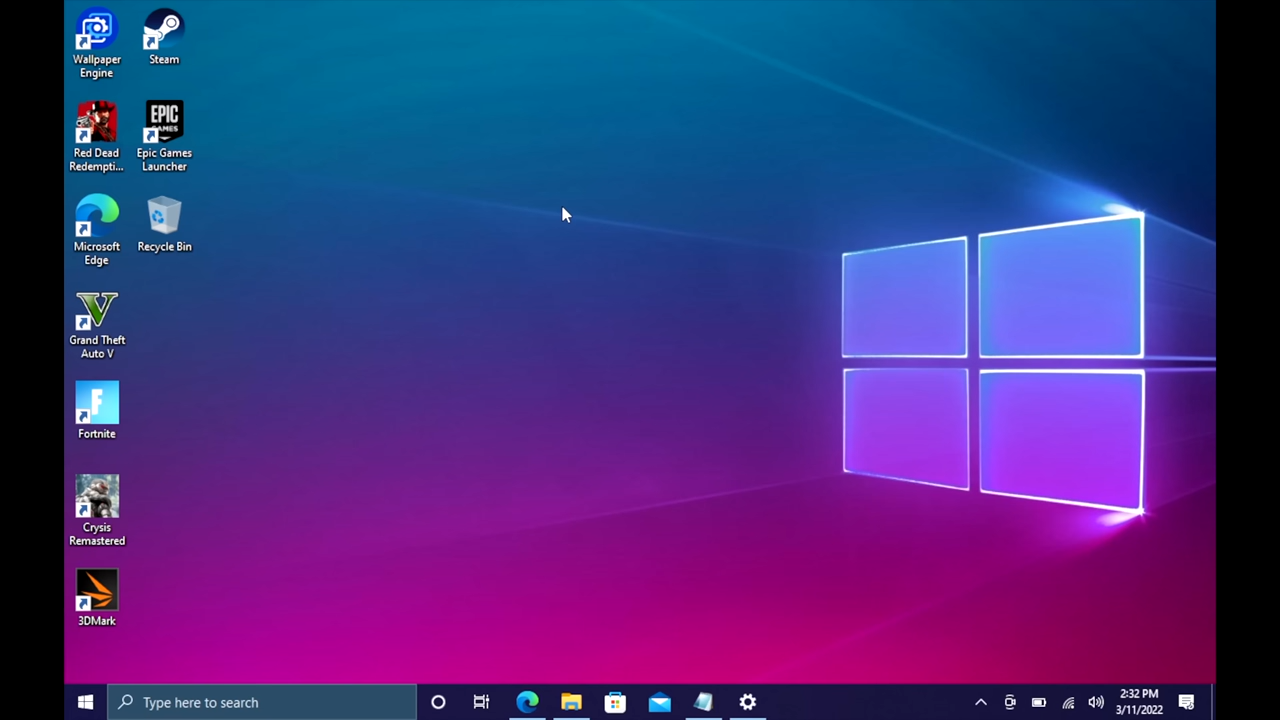 Wallpaper
Engine
Steam
Red Dead
Redempti...
EPIC
GAMES
Epic Games
Launcher
Microsoft
Edge
Recycle Bin
V
Grand Theft
Auto V
F
Fortnite
Crysis
Remastered
3DMark
Type here to search
2:32 PM
3/11/2022